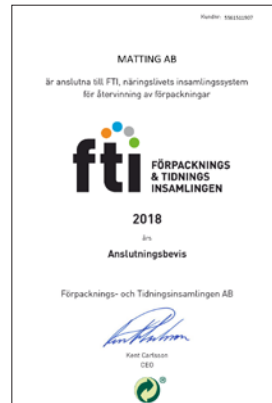 MATTING AB
är anslutna till FTI, näringslivets insamlingssystem
för återvinning av förpackningar
fti FÖRPACKNINGS
& TIDNINGS
INSAMLINGEN
2018
års
Anslutningsbevis
Förpacknings- och Tidningsinsamlingen AB
Kent Carlsson
CEO